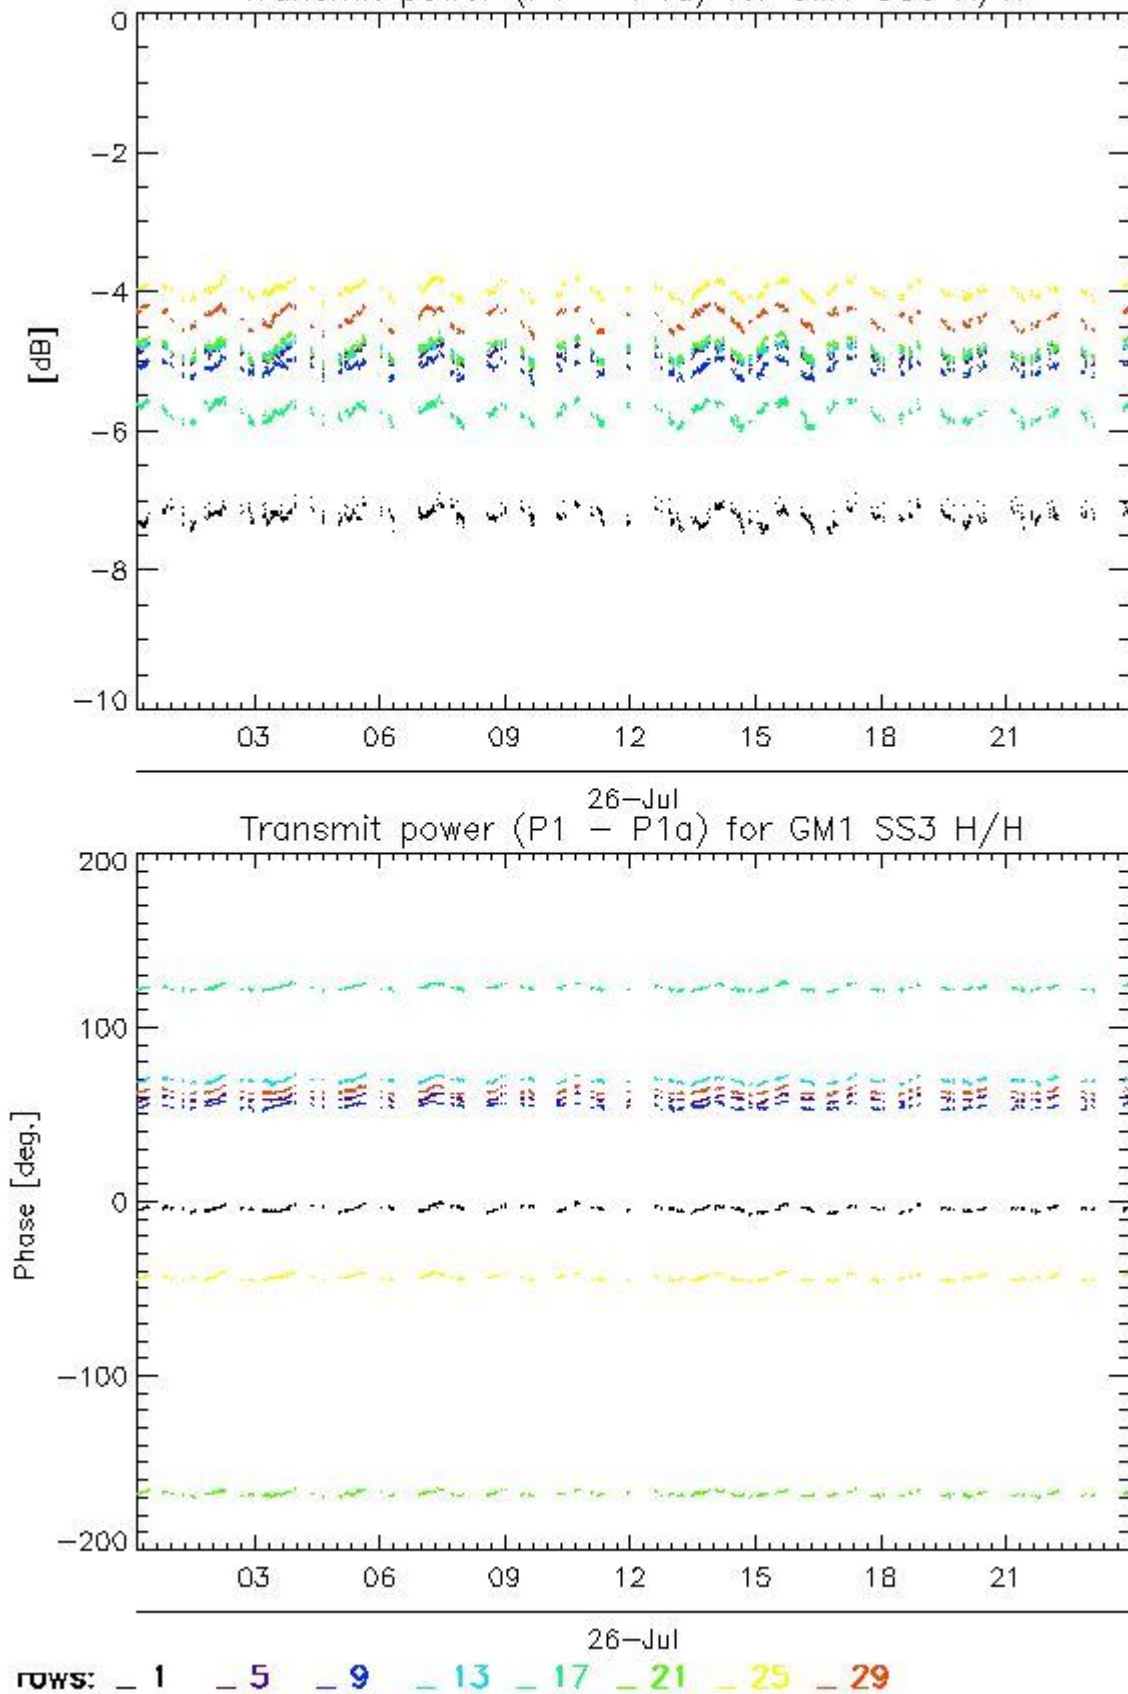 0
−2
−4
[dB]
−6
−8
−10
03 06 09 12 15 18 21
26−Jul
Transmit power (P1 − P1a) for GM1 SS3 H/H
200
100
Phase [deg.]
0
−100
−200
03 06 09 12 15 18 21
26−Jul
rows: _ 1 _ 5 _ 9 _ 13 _ 17 _ 21 _ 25 _ 29